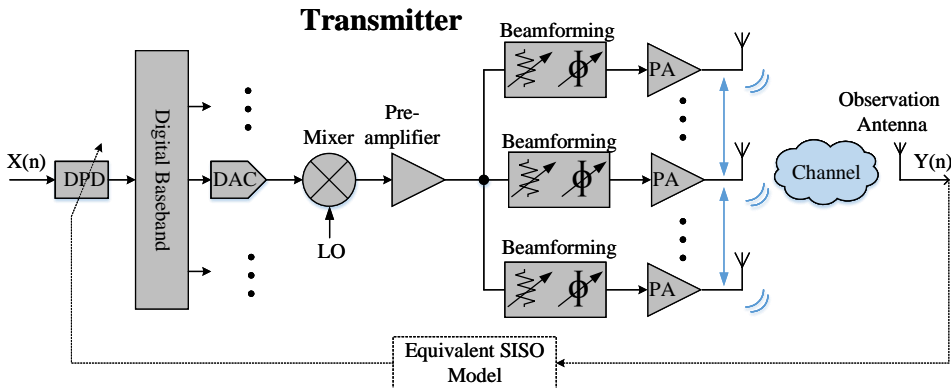 Transmitter
Beamforming
ϕ
PA
Pre-
amplifier
Mixer
Observation
Antenna
X(n)
DPD
Digital Baseband
DAC
LO
Beamforming
ϕ
PA
Channel
Y(n)
Beamforming
ϕ
PA
Equivalent SISO
Model